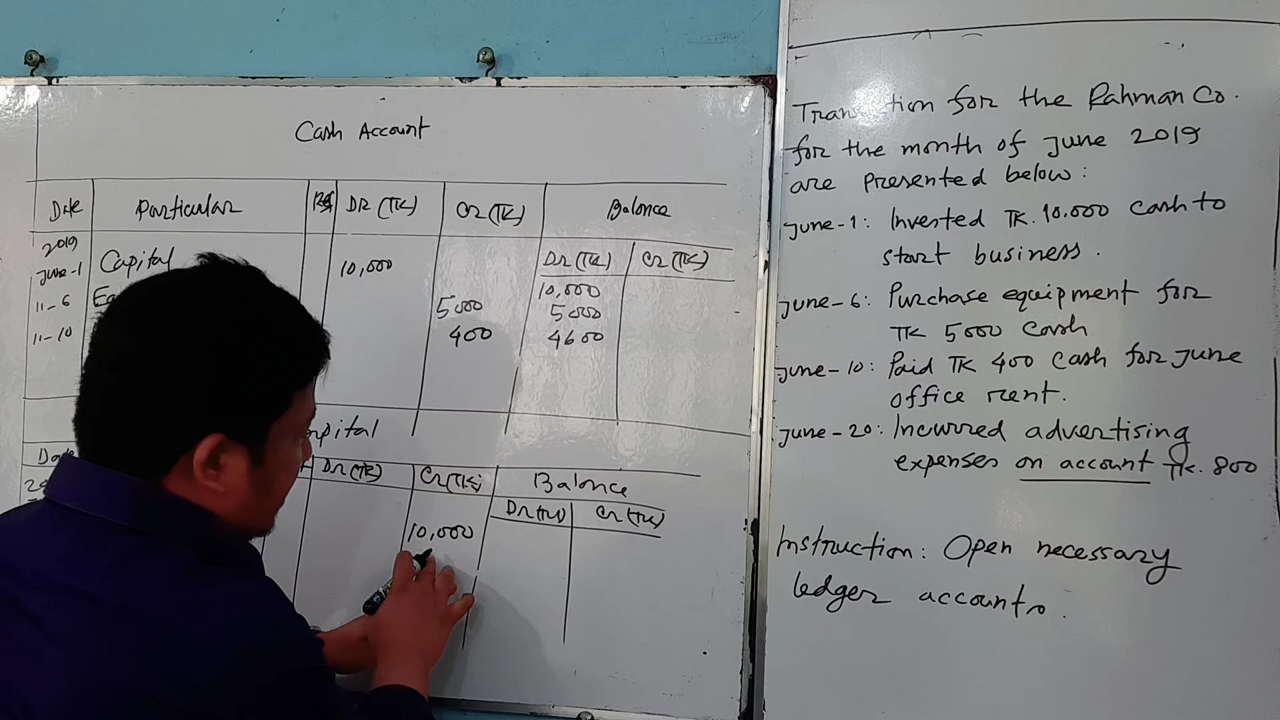 Cash Account
Date Particular Ref DR (TK) CR (TK) Balance
DR (TK) CR (TK)
2019
June-1 Capital 10,000 10,000
11-6 5000 5000
11-10 400 4600
DR (TK) CR (TK) Balance
DR (TK) CR (TK)
10,000
for the Rahman Co.
for the month of June 2019
are presented below:
June-1: Invested TK. 10,000 cash to
start business.
June-6: Purchase equipment for
TK 5000 cash
June-10: Paid TK 400 cash for June
office rent.
June-20: Incurred advertising
expenses on account TK. 800
Instruction: Open necessary
ledger accounts.